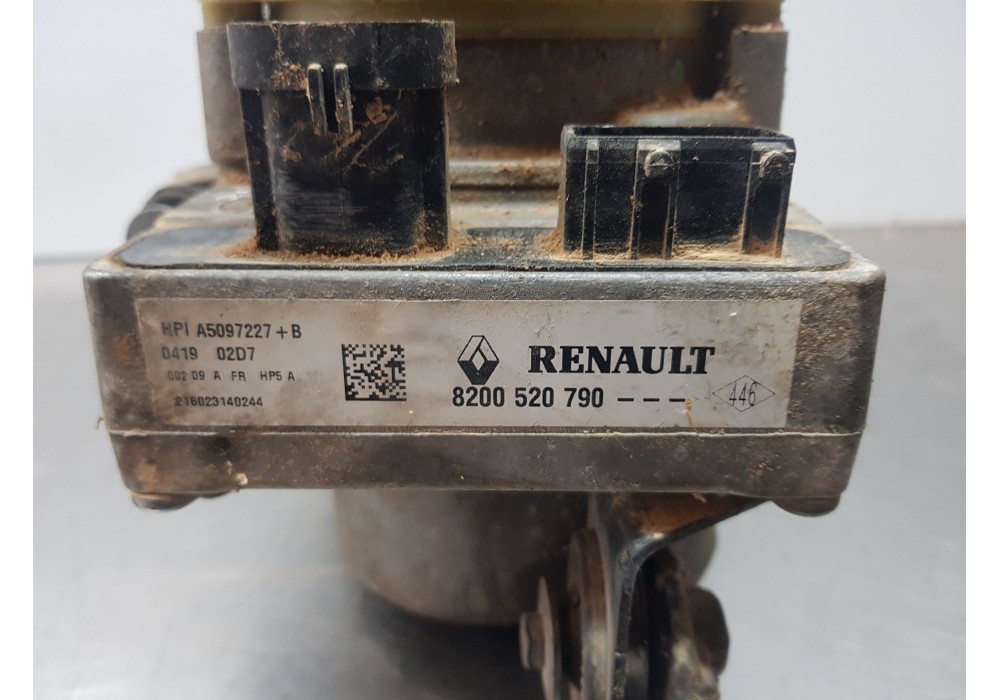 HPI A5097227+B
0419 02D7
002 09 A FR HP5 A
216023140244
RENAULT
8200 520 790 ---
446